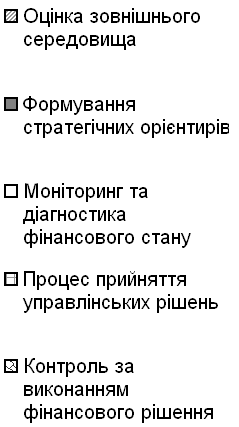 Оцінка зовнішнього
середовища
Формування
стратегічних орієнтирів
Моніторинг та
діагностика
фінансового стану
Процес прийняття
управлінських рішень
Контроль за
виконанням
фінансового рішення